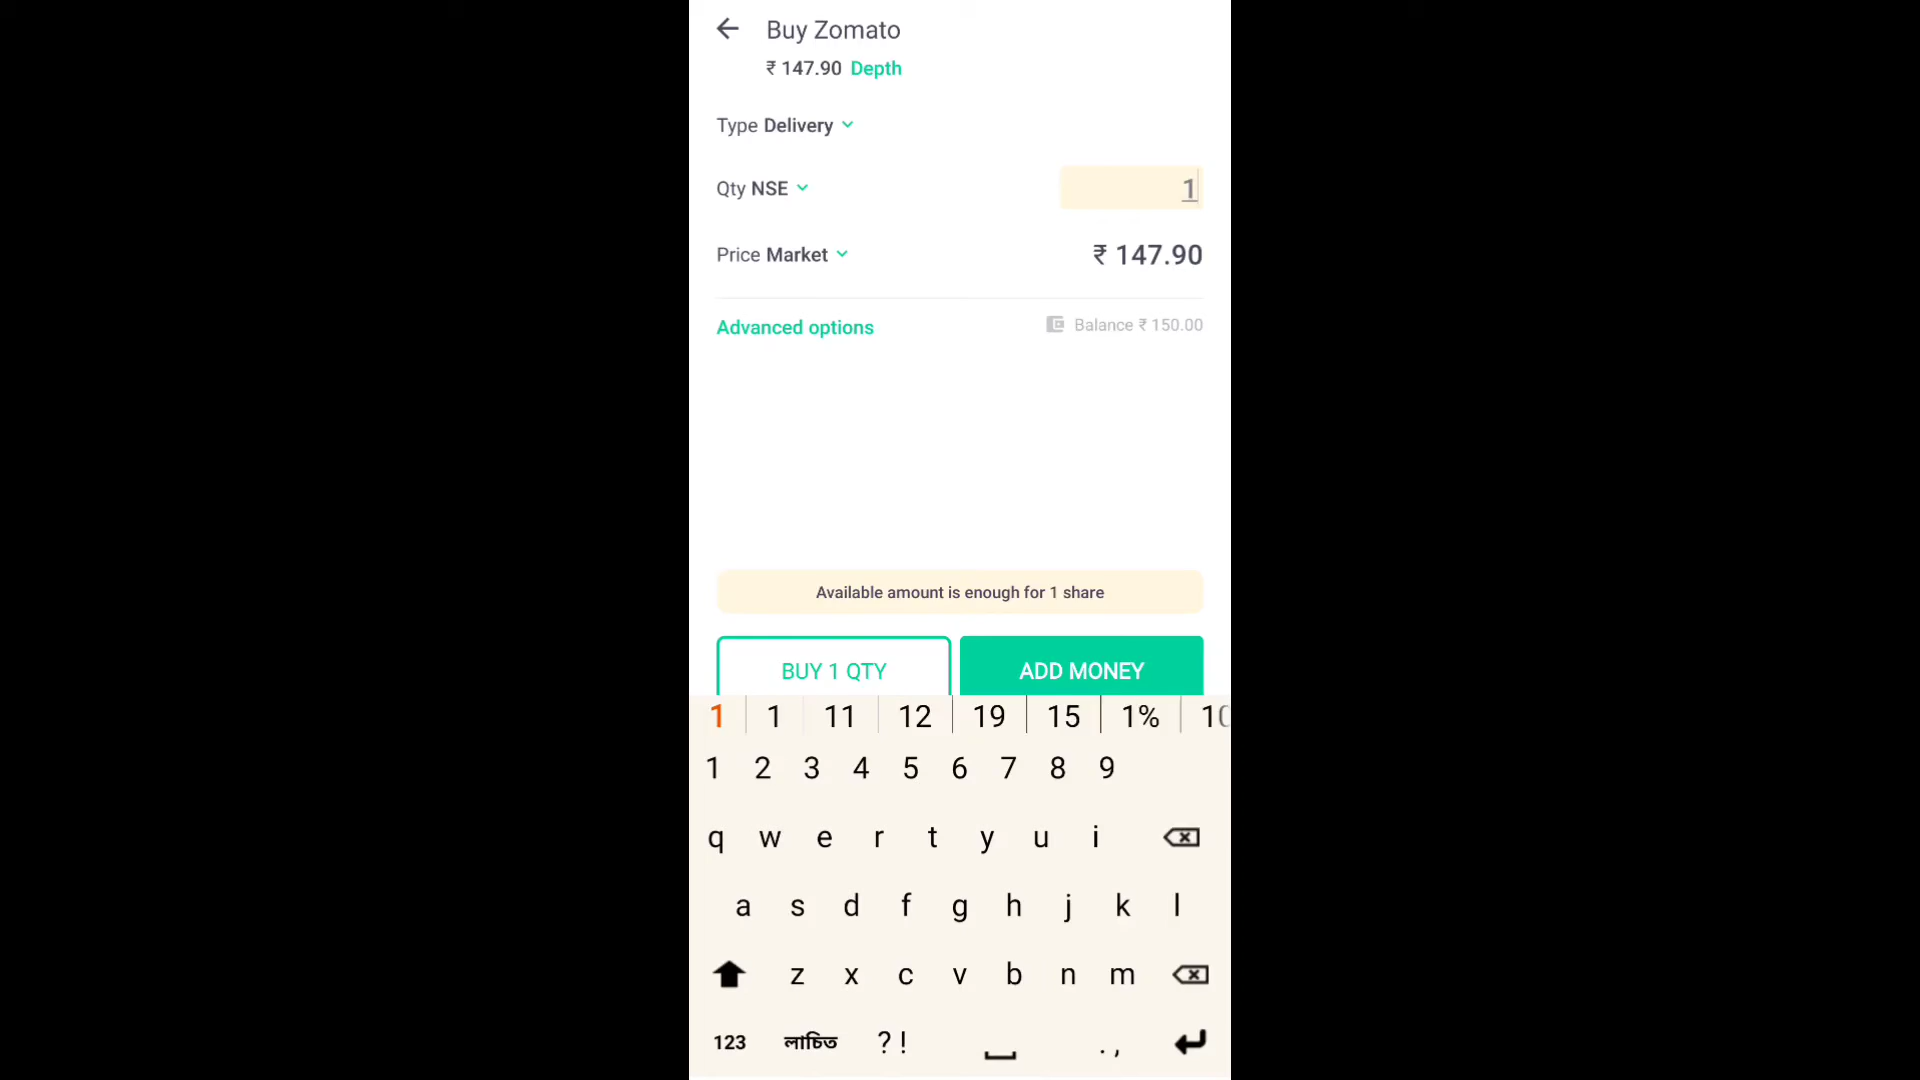 Buy Zomato
₹ 147.90 Depth
Type Delivery
Qty NSE 1
Price Market ₹ 147.90
Advanced options Balance ₹ 150.00
Available amount is enough for 1 share
BUY 1 QTY ADD MONEY
1 1 11 12 19 15 1% 10
1 2 3 4 5 6 7 8 9
q w e r t y u i
a s d f g h j k l
z x c v b n m
123 লাচিত ? ! . ,